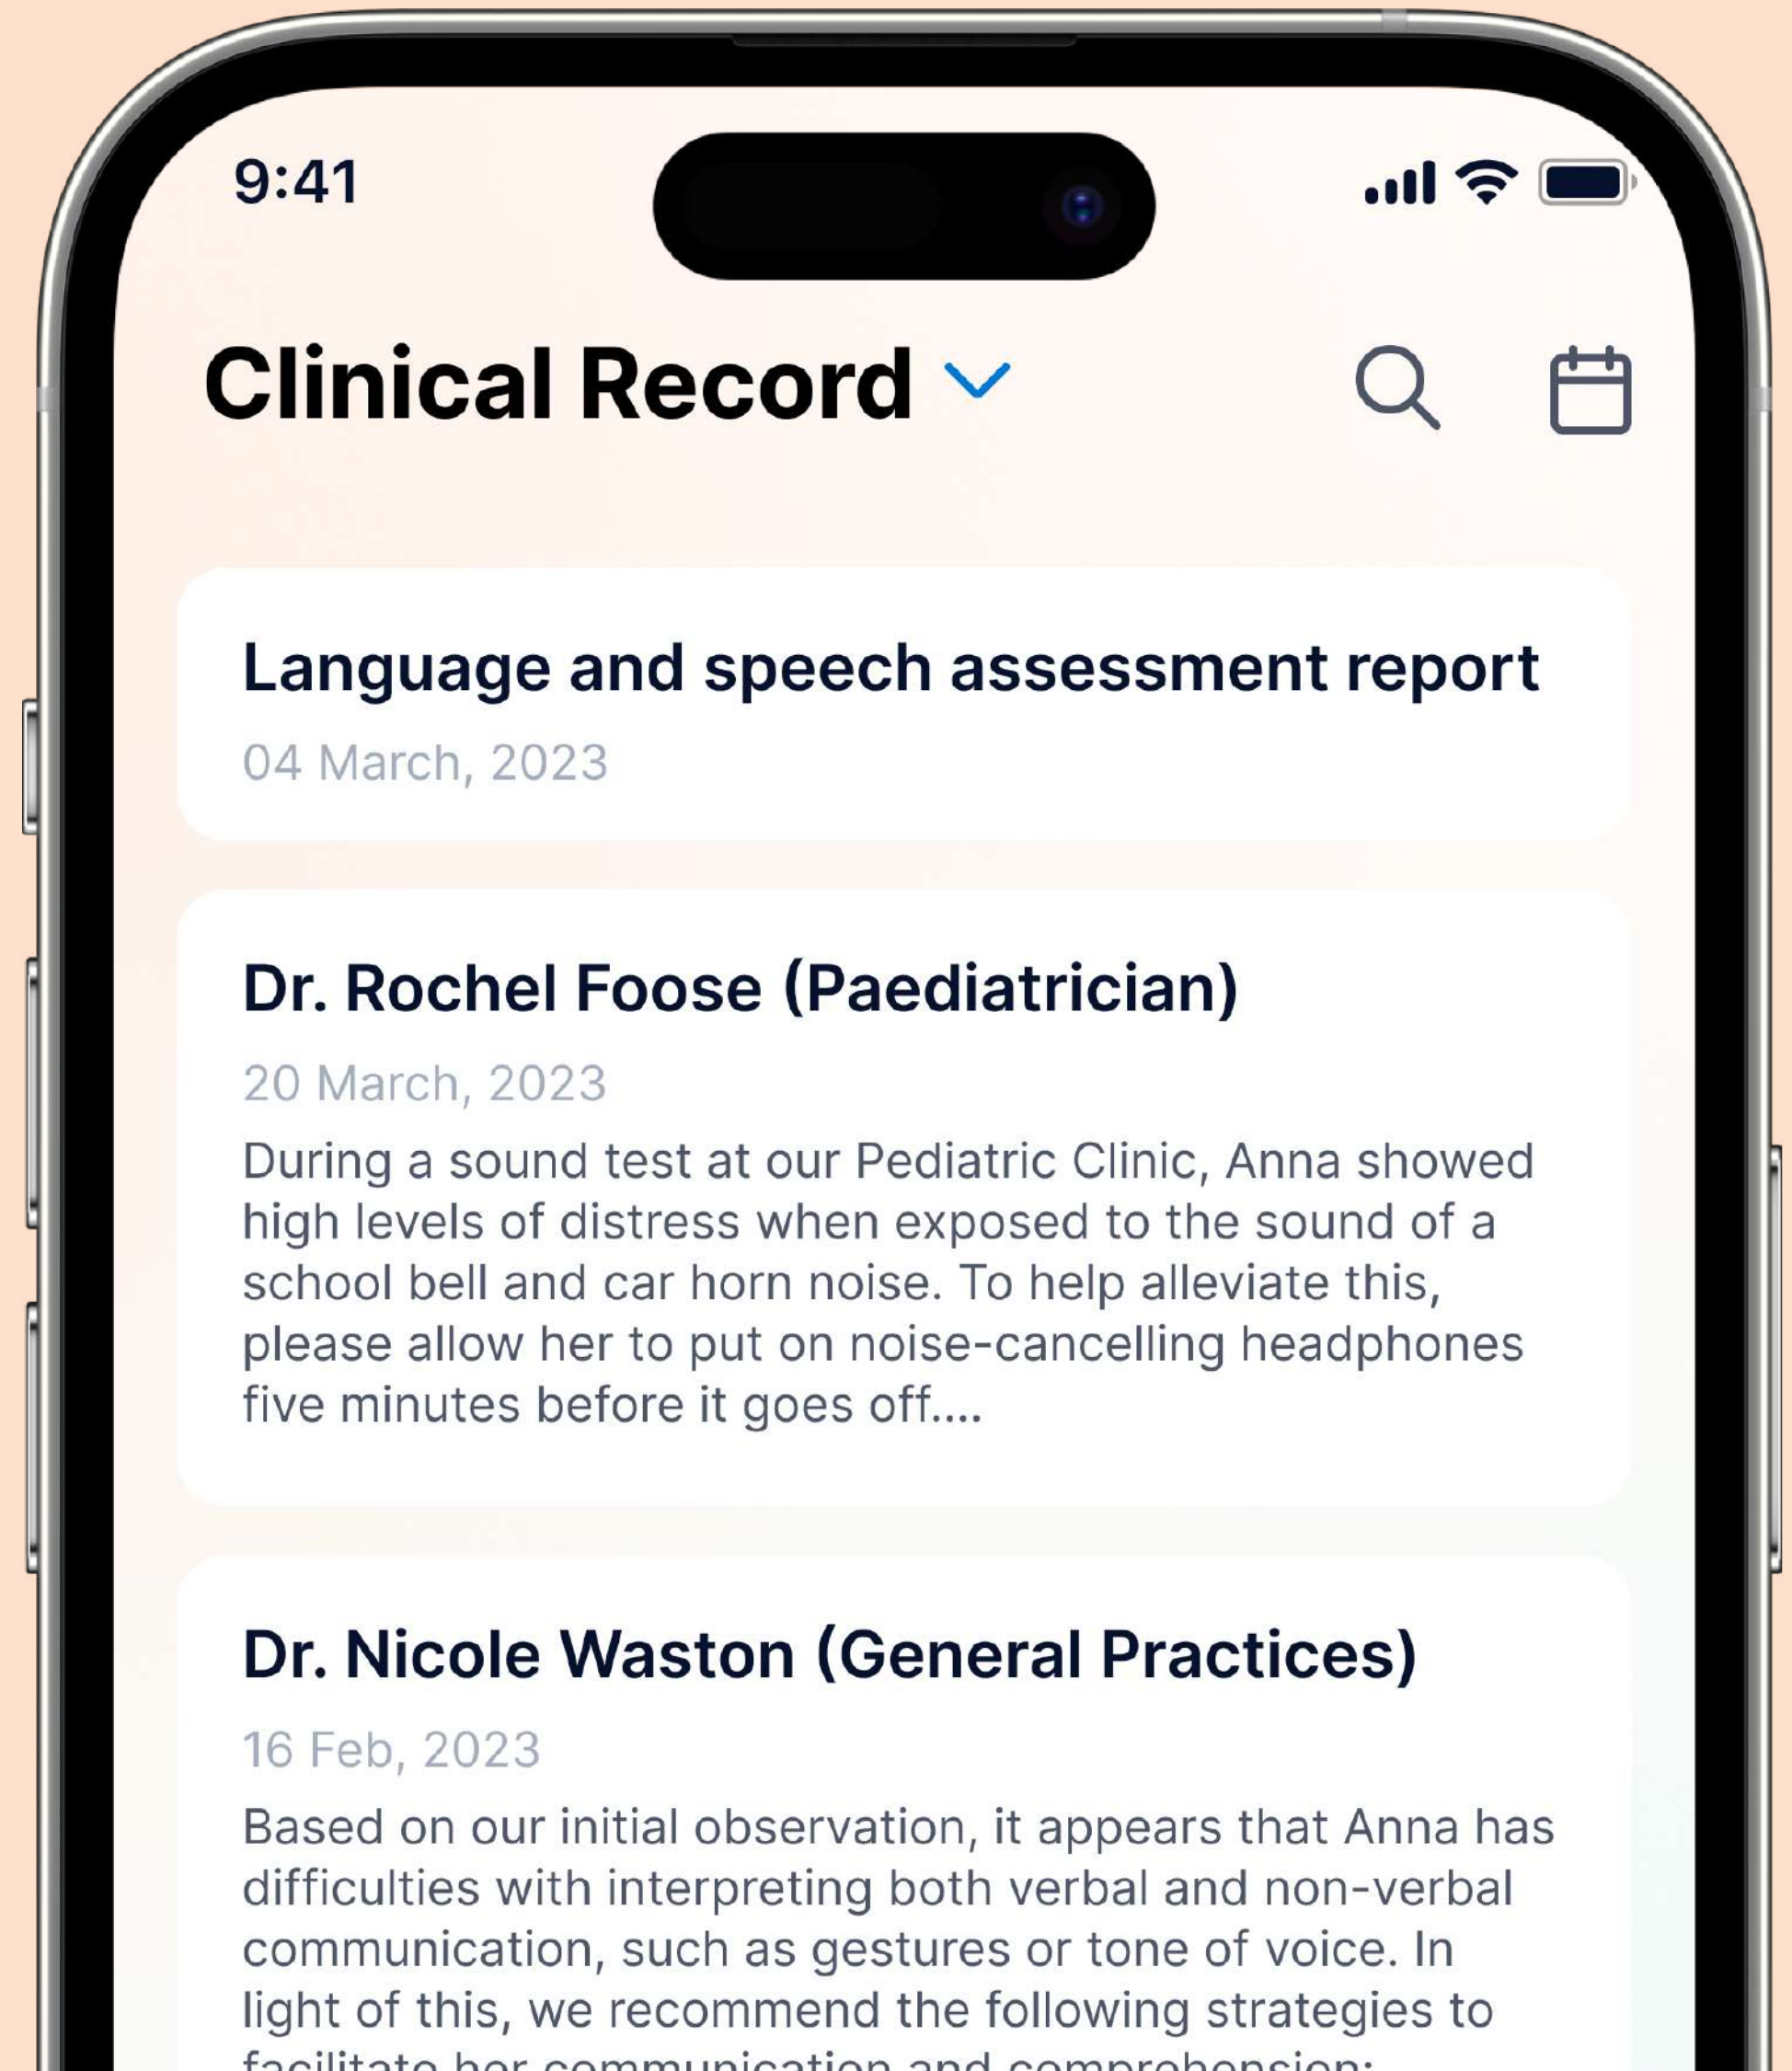 9:41
Clinical Record
Language and speech assessment report
04 March, 2023
Dr. Rochel Foose (Paediatrician)
20 March, 2023
During a sound test at our Pediatric Clinic, Anna showed
high levels of distress when exposed to the sound of a
school bell and car horn noise. To help alleviate this,
please allow her to put on noise-cancelling headphones
five minutes before it goes off....
Dr. Nicole Waston (General Practices)
16 Feb, 2023
Based on our initial observation, it appears that Anna has
difficulties with interpreting both verbal and non-verbal
communication, such as gestures or tone of voice. In
light of this, we recommend the following strategies to
facilitate her communication and comprehension: